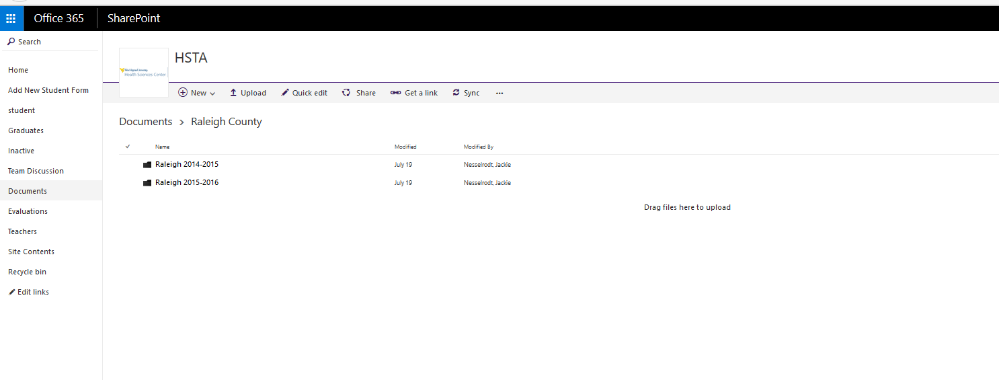 Office 365 SharePoint
Search
Home
Add New Student Form
student
Graduates
Inactive
Team Discussion
Documents
Evaluations
Teachers
Site Contents
Recycle bin
Edit links
West Virginia University
Health Sciences Center
HSTA
New Upload Quick edit Share Get a link Sync ...
Documents > Raleigh County
Name Modified Modified By
Raleigh 2014-2015 July 19 Nesselrodt, Jackie
Raleigh 2015-2016 July 19 Nesselrodt, Jackie
Drag files here to upload